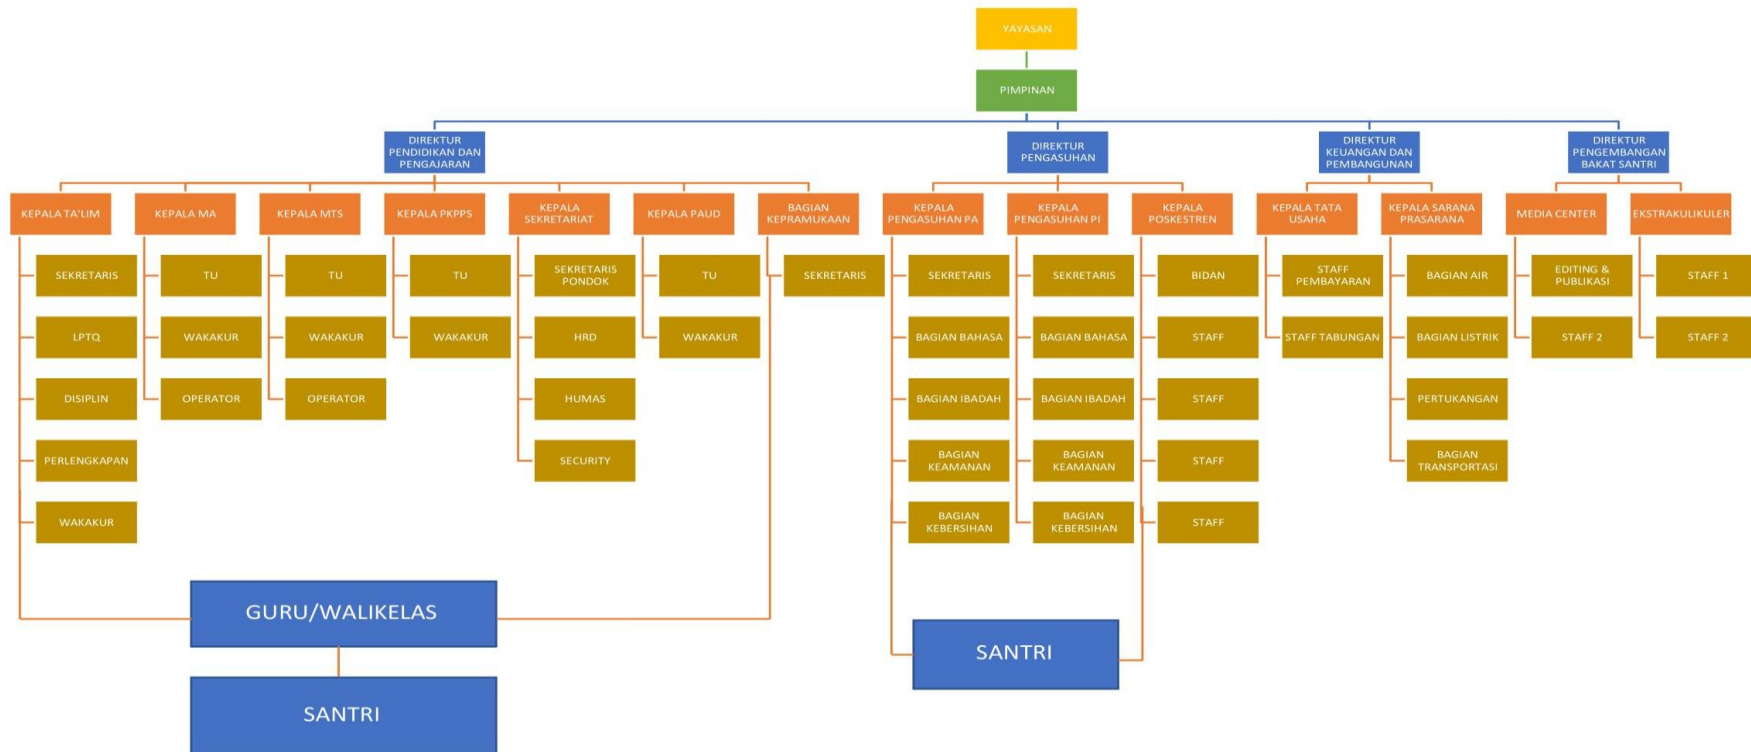 YAYASAN
PIMPINAN
DIREKTUR
PENDIDIKAN DAN
PENGAJARAN
DIREKTUR
PENGASUHAN
DIREKTUR
KEUANGAN DAN
PEMBANGUNAN
DIREKTUR
PENGEMBANGAN
BAKAT SANTRI
KEPALA TA'LIM
KEPALA MA
KEPALA MTS
KEPALA PKPPS
KEPALA
SEKRETARIAT
KEPALA PAUD
BAGIAN
KEPRAMUKAAN
KEPALA
PENGASUHAN PA
KEPALA
PENGASUHAN PI
KEPALA
POSKESTREN
KEPALA TATA
USAHA
KEPALA SARANA
PRASARANA
MEDIA CENTER
EKSTRAKULIKULER
SEKRETARIS
TU
TU
TU
SEKRETARIS
PONDOK
TU
SEKRETARIS
SEKRETARIS
SEKRETARIS
BIDAN
STAFF
PEMBAYARAN
BAGIAN AIR
EDITING &
PUBLIKASI
STAFF 1
LPTQ
WAKAKUR
WAKAKUR
WAKAKUR
HRD
WAKAKUR
BAGIAN BAHASA
BAGIAN BAHASA
STAFF
STAFF TABUNGAN
BAGIAN LISTRIK
STAFF 2
STAFF 2
DISIPLIN
OPERATOR
OPERATOR
HUMAS
BAGIAN IBADAH
BAGIAN IBADAH
STAFF
PERTUKANGAN
PERLENGKAPAN
SECURITY
BAGIAN
KEAMANAN
BAGIAN
KEAMANAN
STAFF
BAGIAN
TRANSPORTASI
WAKAKUR
BAGIAN
KEBERSIHAN
BAGIAN
KEBERSIHAN
STAFF
GURU/WALIKELAS
SANTRI
SANTRI